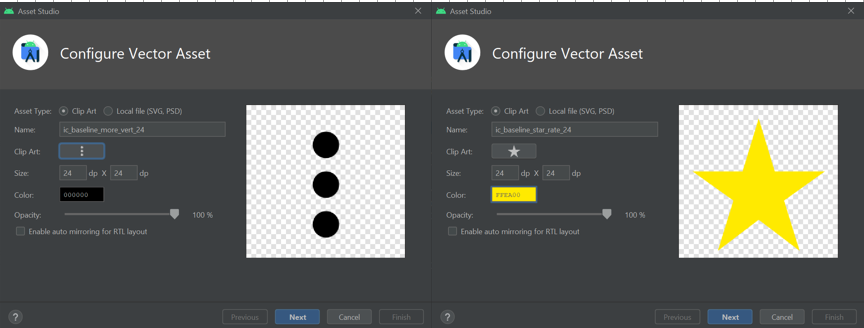 Asset Studio
Configure Vector Asset
Asset Type: Clip Art Local file (SVG, PSD)
Name: ic_baseline_more_vert_24
Clip Art:
Size: 24 dp X 24 dp
Color: 000000
Opacity: 100 %
Enable auto mirroring for RTL layout
? Previous Next Cancel Finish
Asset Studio
Configure Vector Asset
Asset Type: Clip Art Local file (SVG, PSD)
Name: ic_baseline_star_rate_24
Clip Art:
Size: 24 dp X 24 dp
Color: FFEA00
Opacity: 100 %
Enable auto mirroring for RTL layout
? Previous Next Cancel Finish